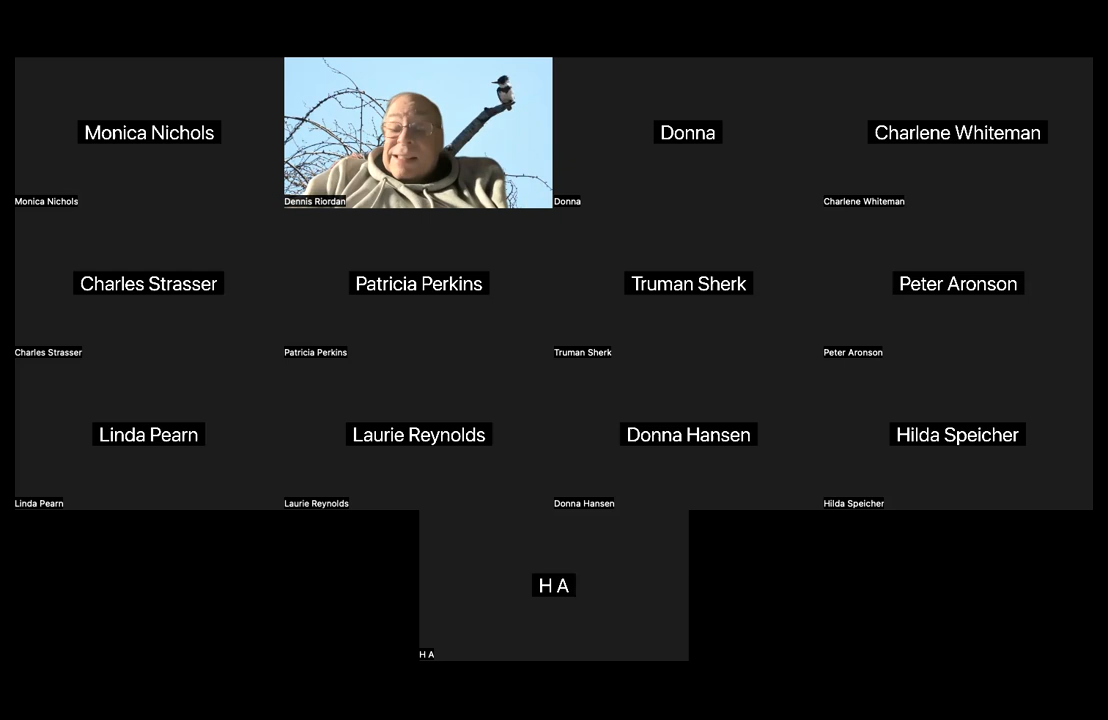 Monica Nichols
Donna
Charlene Whiteman
Monica Nichols
Dennis Riordan
Donna
Charlene Whiteman
Charles Strasser
Patricia Perkins
Truman Sherk
Peter Aronson
Charles Strasser
Patricia Perkins
Truman Sherk
Peter Aronson
Linda Pearn
Laurie Reynolds
Donna Hansen
Hilda Speicher
Linda Pearn
Laurie Reynolds
Donna Hansen
Hilda Speicher
H A
H A